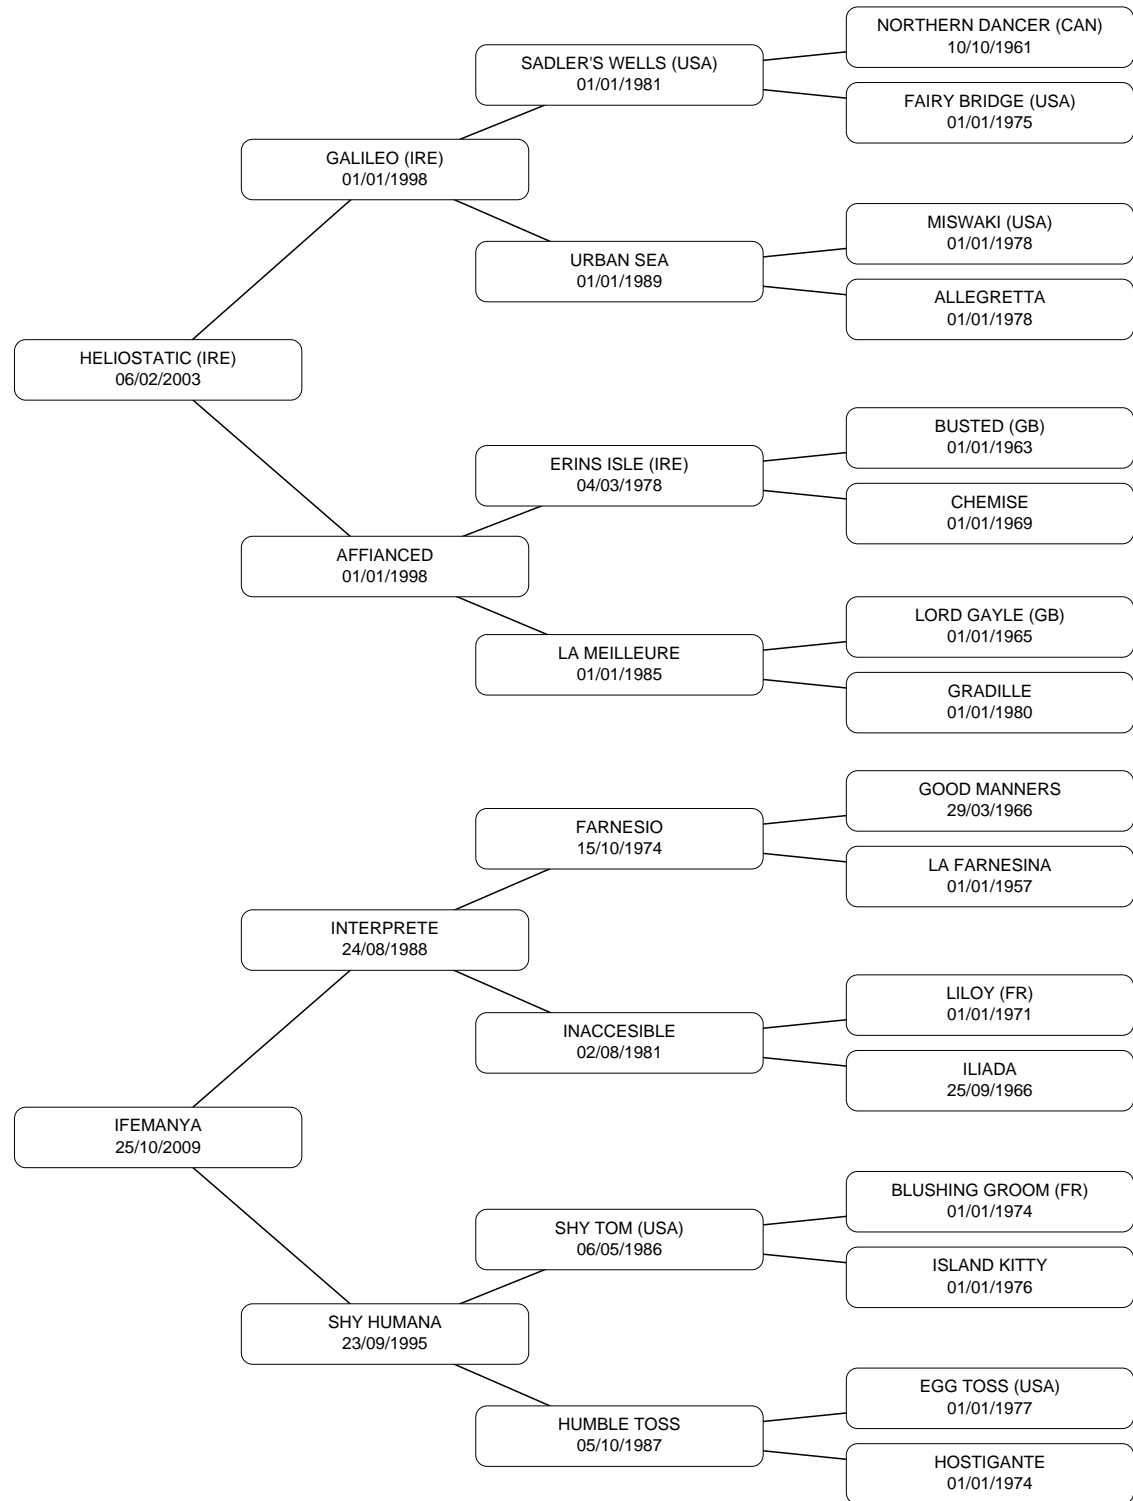 NORTHERN DANCER (CAN)
10/10/1961
SADLER'S WELLS (USA)
01/01/1981
FAIRY BRIDGE (USA)
01/01/1975
GALILEO (IRE)
01/01/1998
MISWAKI (USA)
01/01/1978
URBAN SEA
01/01/1989
ALLEGRETTA
01/01/1978
HELIOSTATIC (IRE)
06/02/2003
BUSTED (GB)
01/01/1963
ERINS ISLE (IRE)
04/03/1978
CHEMISE
01/01/1969
AFFIANCED
01/01/1998
LORD GAYLE (GB)
01/01/1965
LA MEILLEURE
01/01/1985
GRADILLE
01/01/1980
GOOD MANNERS
29/03/1966
FARNESIO
15/10/1974
LA FARNESINA
01/01/1957
INTERPRETE
24/08/1988
LILOY (FR)
01/01/1971
INACCESIBLE
02/08/1981
ILIADA
25/09/1966
IFEMANYA
25/10/2009
BLUSHING GROOM (FR)
01/01/1974
SHY TOM (USA)
06/05/1986
ISLAND KITTY
01/01/1976
SHY HUMANA
23/09/1995
EGG TOSS (USA)
01/01/1977
HUMBLE TOSS
05/10/1987
HOSTIGANTE
01/01/1974